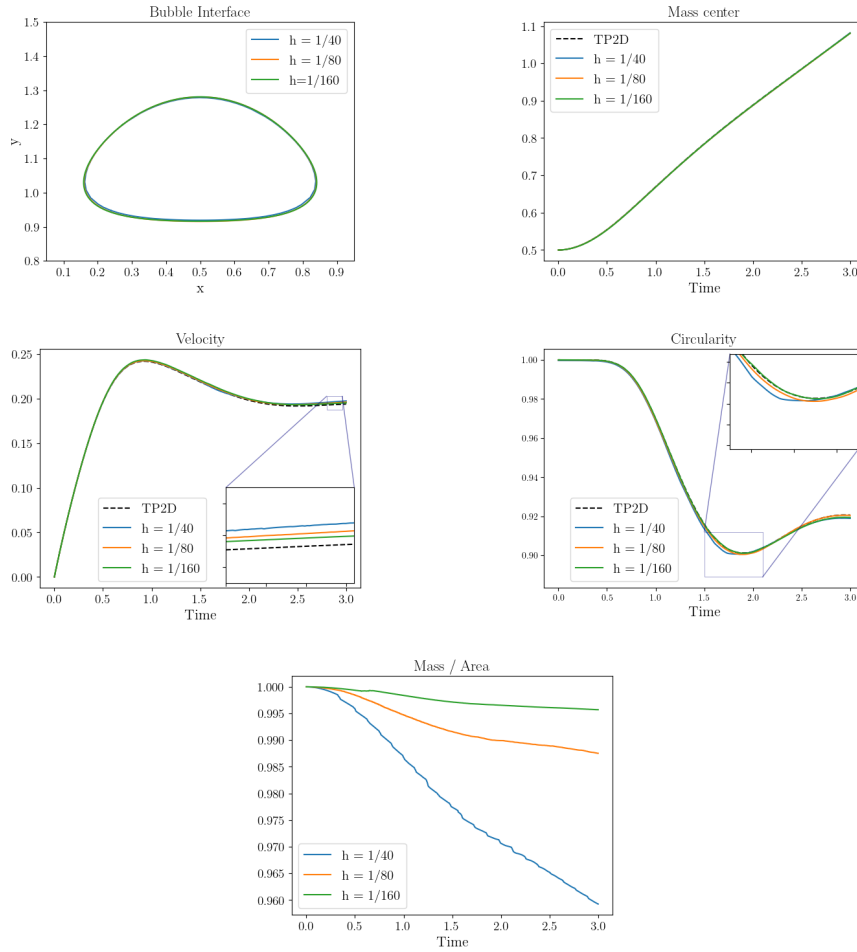 Bubble Interface
1.5
1.4
1.3
1.2
1.1
1.0
0.9
0.8
y
h = 1/40
h = 1/80
h=1/160
0.1 0.2 0.3 0.4 0.5 0.6 0.7 0.8 0.9
x
Mass center
1.1
1.0
0.9
0.8
0.7
0.6
0.5
TP2D
h = 1/40
h = 1/80
h = 1/160
0.0 0.5 1.0 1.5 2.0 2.5 3.0
Time
Velocity
0.25
0.20
0.15
0.10
0.05
0.00
TP2D
h = 1/40
h = 1/80
h = 1/160
0.0 0.5 1.0 1.5 2.0 2.5 3.0
Time
Circularity
1.00
0.98
0.96
0.94
0.92
0.90
TP2D
h = 1/40
h = 1/80
h = 1/160
0.0 0.5 1.0 1.5 2.0 2.5 3.0
Time
Mass / Area
1.000
0.995
0.990
0.985
0.980
0.975
0.970
0.965
0.960
h = 1/40
h = 1/80
h = 1/160
0.0 0.5 1.0 1.5 2.0 2.5 3.0
Time